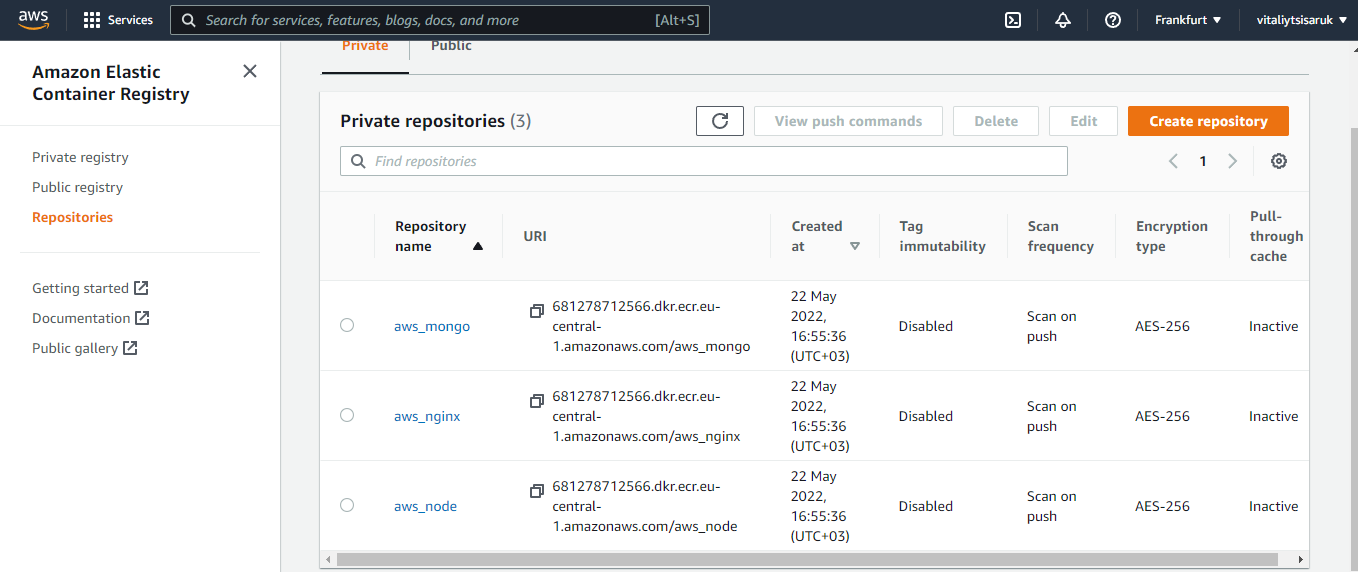 aws
Services
Search for services, features, blogs, docs, and more
[Alt+S]
Frankfurt ▼
vitaliytsisaruk ▼
Amazon Elastic
Container Registry
Private registry
Public registry
Repositories
Getting started
Documentation
Public gallery
Private
Public
Private repositories (3)
View push commands
Delete
Edit
Create repository
Find repositories
1
Repository
name
URI
Created
at
Tag
immutability
Scan
frequency
Encryption
type
Pull-
through
cache
aws_mongo
681278712566.dkr.ecr.eu-
central-
1.amazonaws.com/aws_mongo
22 May
2022,
16:55:36
(UTC+03)
Disabled
Scan on
push
AES-256
Inactive
aws_nginx
681278712566.dkr.ecr.eu-
central-
1.amazonaws.com/aws_nginx
22 May
2022,
16:55:36
(UTC+03)
Disabled
Scan on
push
AES-256
Inactive
aws_node
681278712566.dkr.ecr.eu-
central-
1.amazonaws.com/aws_node
22 May
2022,
16:55:36
(UTC+03)
Disabled
Scan on
push
AES-256
Inactive